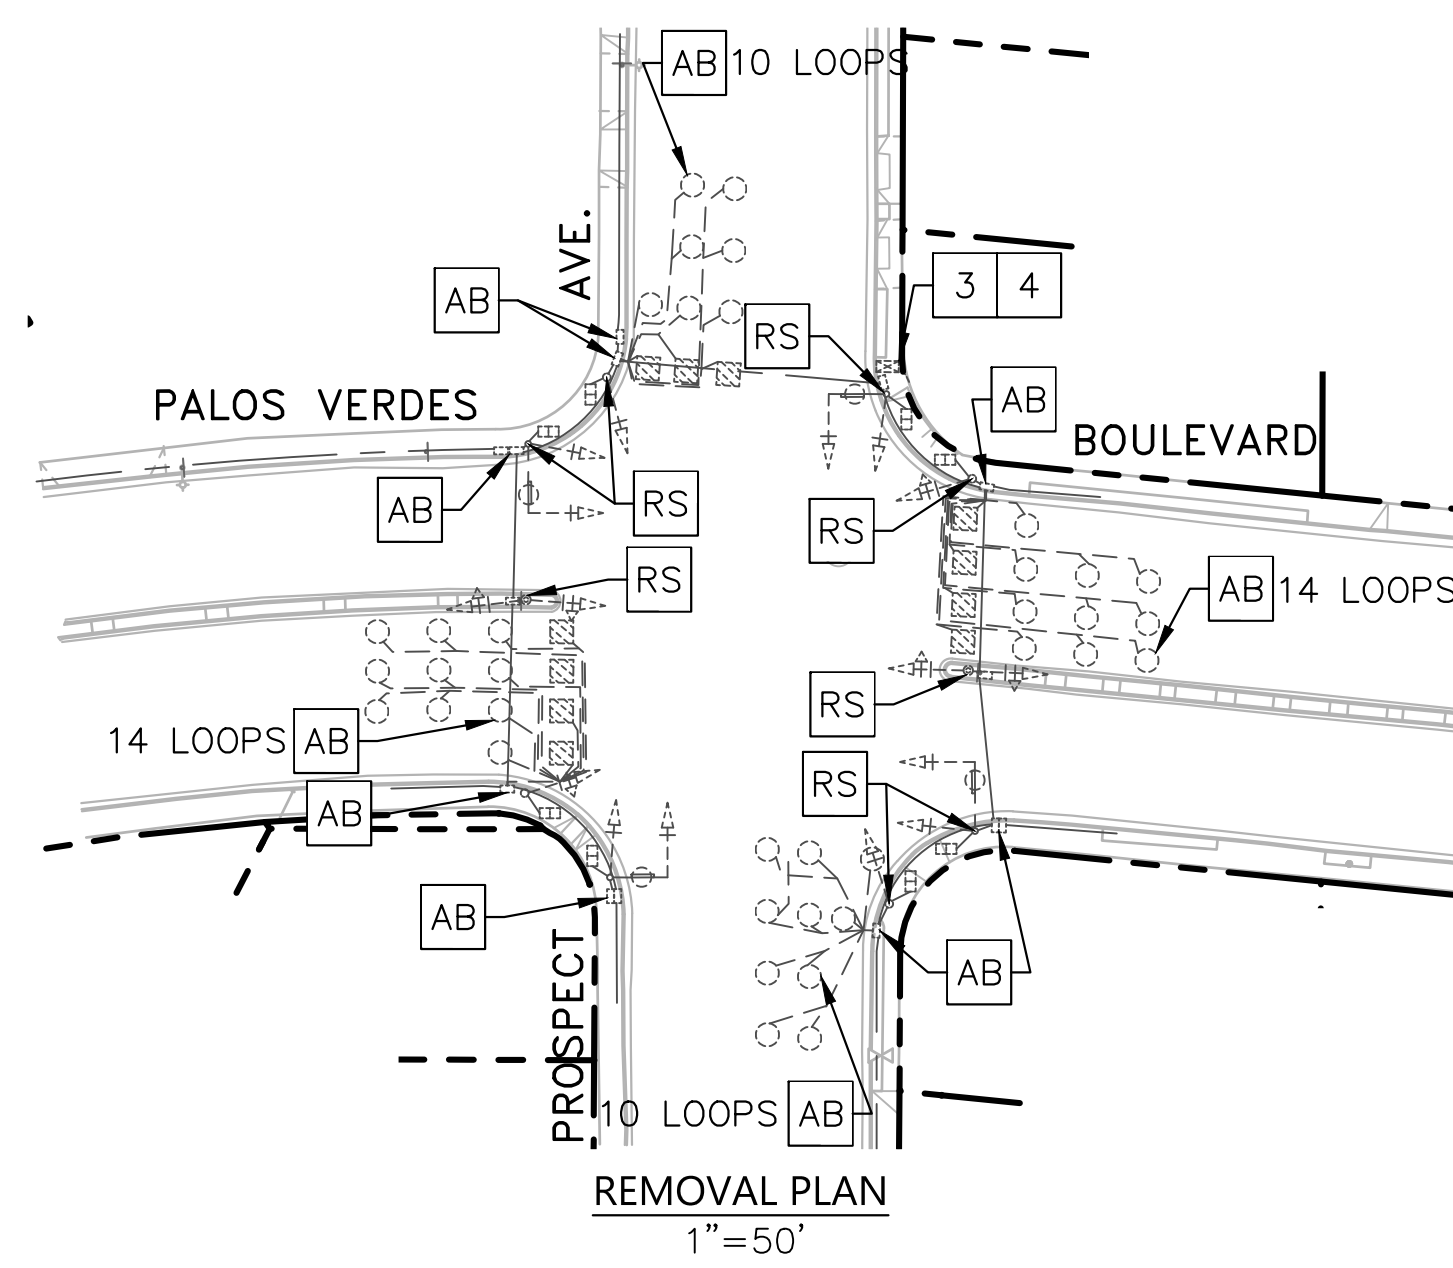 AB 10 LOOPS
AVE.
3 4
AB
RS
AB
PALOS VERDES
BOULEVARD
AB
RS
RS
RS
AB 14 LOOPS
RS
14 LOOPS AB
RS
AB
AB
PROSPECT
AB
10 LOOPS AB
REMOVAL PLAN
1"=50'